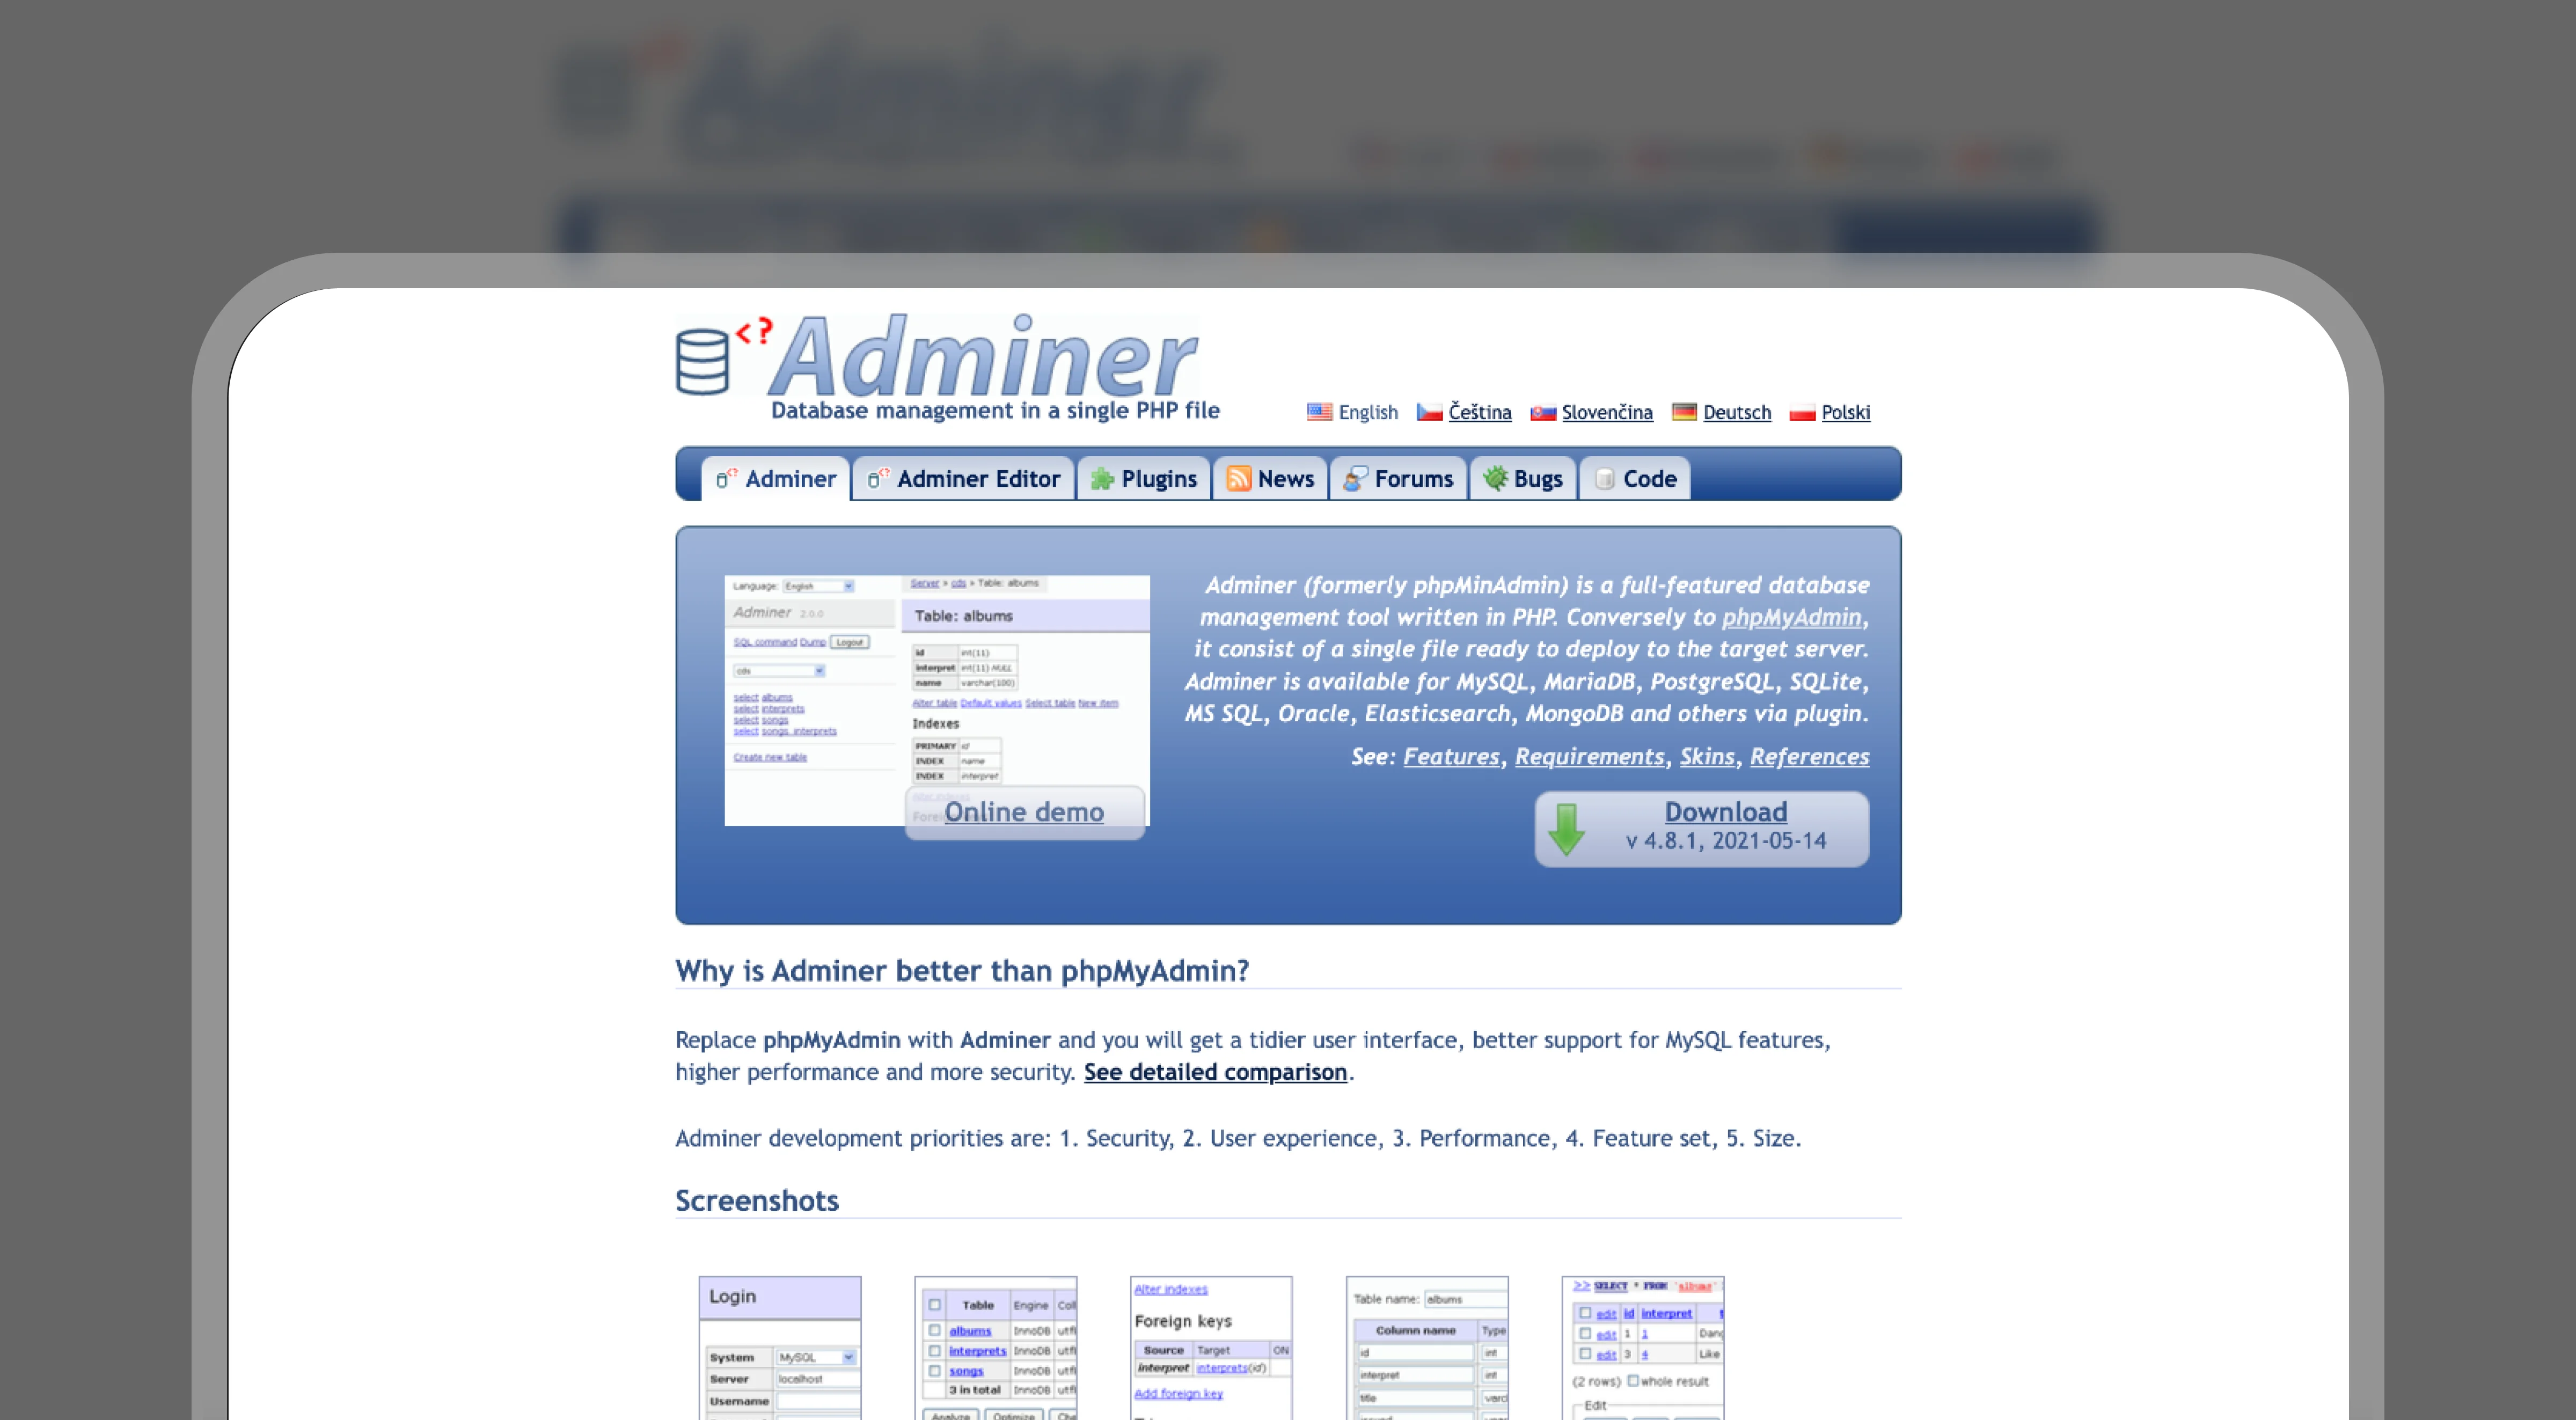 <? Adminer
Database management in a single PHP file
English Čeština Slovenčina Deutsch Polski
Adminer Adminer Editor Plugins News Forums Bugs Code
Language: English
Adminer 2.0.0
SQL command Dump Logout
cds
select albums
select interprets
select songs
select songs_interprets
Create new table
Server » cds » Table: albums
Table: albums
id int(11)
interpret int(11) NULL
name varchar(100)
Alter table Default values Select table New item
Indexes
PRIMARY id
INDEX name
INDEX interpret
Alter indexes
Online demo
Adminer (formerly phpMinAdmin) is a full-featured database
management tool written in PHP. Conversely to phpMyAdmin,
it consist of a single file ready to deploy to the target server.
Adminer is available for MySQL, MariaDB, PostgreSQL, SQLite,
MS SQL, Oracle, Elasticsearch, MongoDB and others via plugin.
See: Features, Requirements, Skins, References
Download
v 4.8.1, 2021-05-14
Why is Adminer better than phpMyAdmin?
Replace phpMyAdmin with Adminer and you will get a tidier user interface, better support for MySQL features,
higher performance and more security. See detailed comparison.
Adminer development priorities are: 1. Security, 2. User experience, 3. Performance, 4. Feature set, 5. Size.
Screenshots
Login
System MySQL
Server localhost
Username
Table Engine Coll
albums InnoDB utf
interprets InnoDB utf
songs InnoDB utf
3 in total InnoDB utf
Analyze Optimize Che
Alter indexes
Foreign keys
Source Target ON
interpret interprets(id)
Add foreign key
Table name: albums
Column name Type
id int
interpret int
title varc
>> SELECT * FROM `albums`
edit id interpret t
edit 1 1 Danc
edit 3 4 Like
(2 rows) whole result
Edit